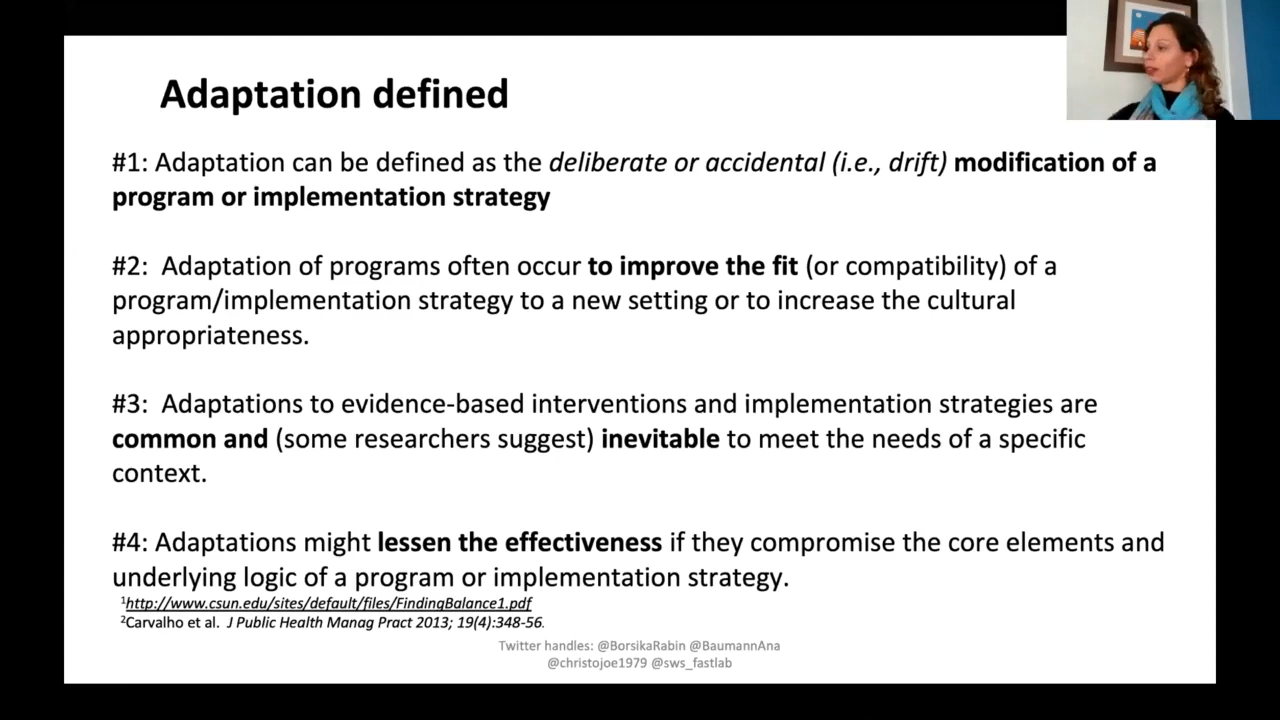 Adaptation defined
#1: Adaptation can be defined as the deliberate or accidental (i.e., drift) modification of a
program or implementation strategy
#2:  Adaptation of programs often occur to improve the fit (or compatibility) of a
program/implementation strategy to a new setting or to increase the cultural
appropriateness.
#3:  Adaptations to evidence-based interventions and implementation strategies are
common and (some researchers suggest) inevitable to meet the needs of a specific
context.
#4: Adaptations might lessen the effectiveness if they compromise the core elements and
underlying logic of a program or implementation strategy.
¹http://www.csun.edu/sites/default/files/FindingBalance1.pdf
²Carvalho et al.  J Public Health Manag Pract 2013; 19(4):348-56.
Twitter handles: @BorsikaRabin @BaumannAna
@christojoe1979 @sws_fastlab